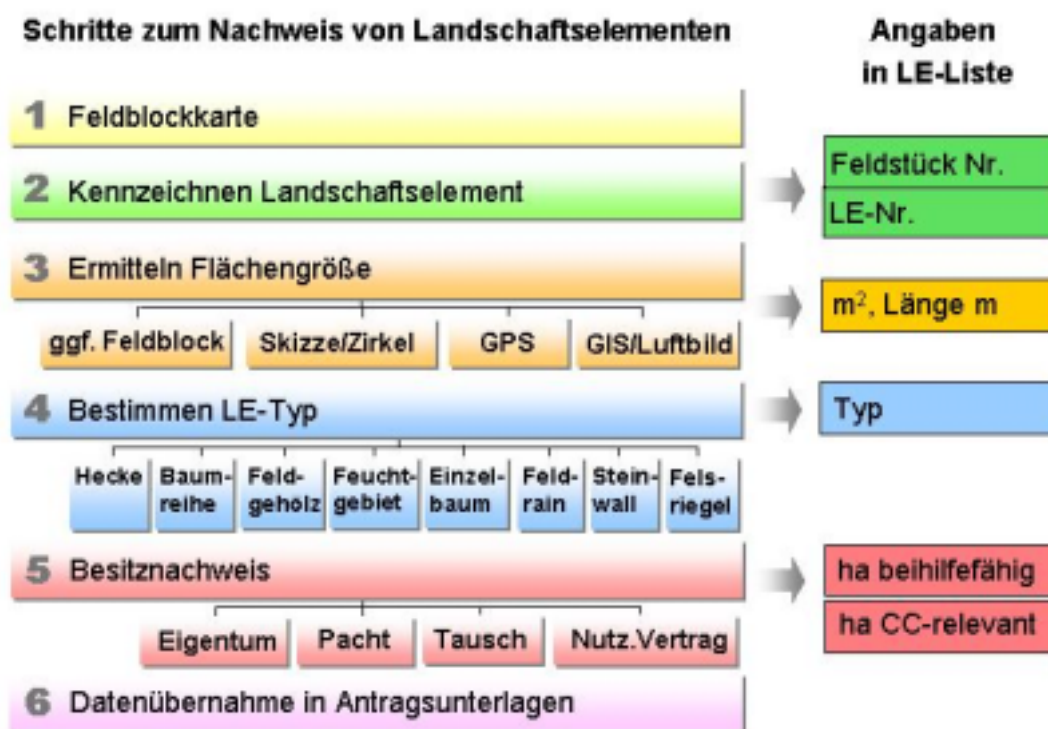 Schritte zum Nachweis von Landschaftselementen
Angaben
in LE-Liste
1 Feldblockkarte
2 Kennzeichnen Landschaftselement
Feldstück Nr.
LE-Nr.
3 Ermitteln Flächengröße
m², Länge m
ggf. Feldblock
Skizze/Zirkel
GPS
GIS/Luftbild
4 Bestimmen LE-Typ
Typ
Hecke
Baum-
reihe
Feld-
gehölz
Feucht-
gebiet
Einzel-
baum
Feld-
rain
Stein-
wall
Fels-
riegel
5 Besitznachweis
ha beihilfefähig
ha CC-relevant
Eigentum
Pacht
Tausch
Nutz.Vertrag
6 Datenübernahme in Antragsunterlagen